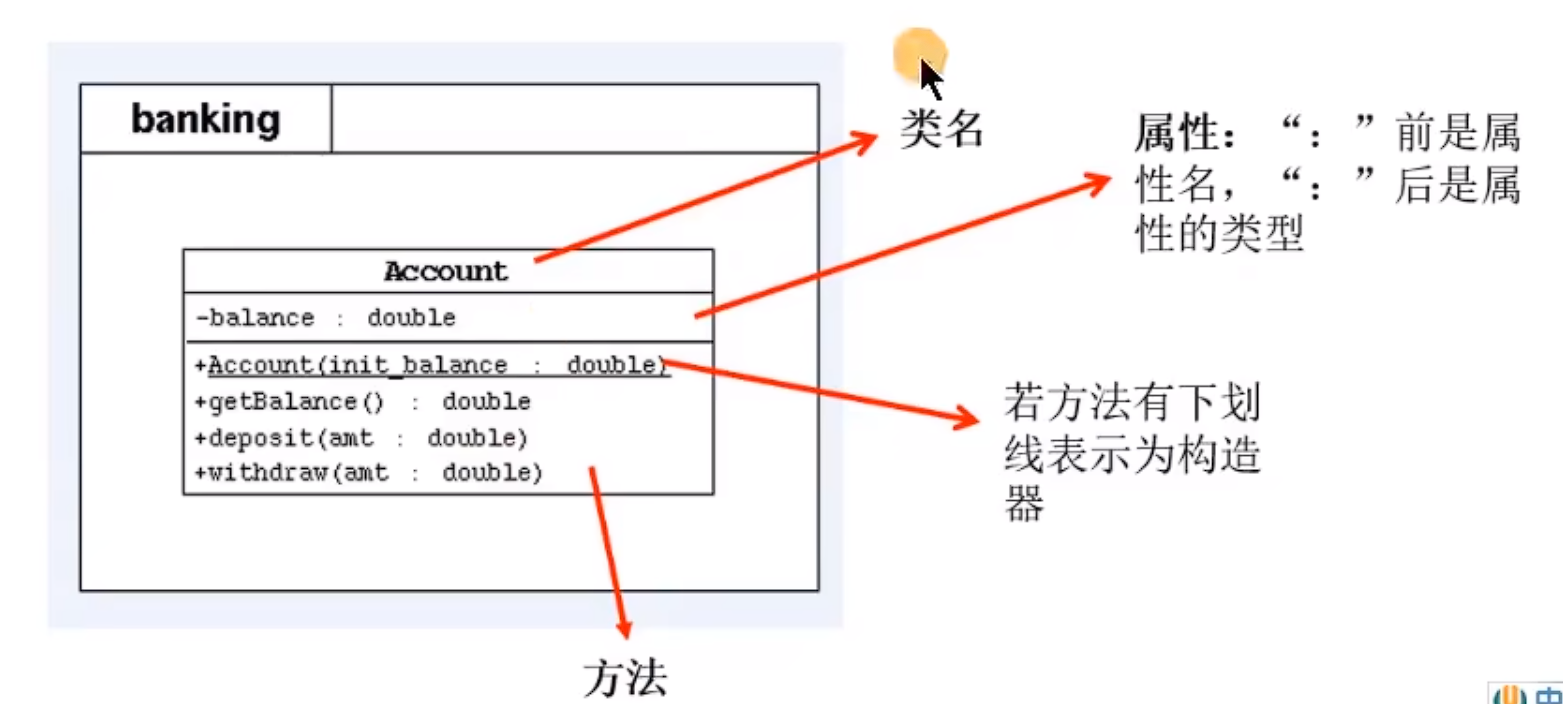 banking
类名
属性：“：”前是属
性名，“：”后是属
性的类型
Account
-balance : double
+Account(init_balance : double)
+getBalance() : double
+deposit(amt : double)
+withdraw(amt : double)
若方法有下划
线表示为构造
器
方法
中